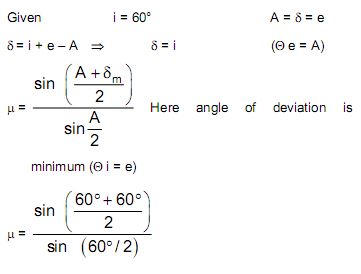 Given i = 60° A = δ = e
δ = i + e – A ⇒ δ = i (Θ e = A)
μ = sin ((A + δm)/2) / sin A/2 Here angle of deviation is
minimum (Θ i = e)
μ = sin ((60° + 60°)/2) / sin (60°/2)